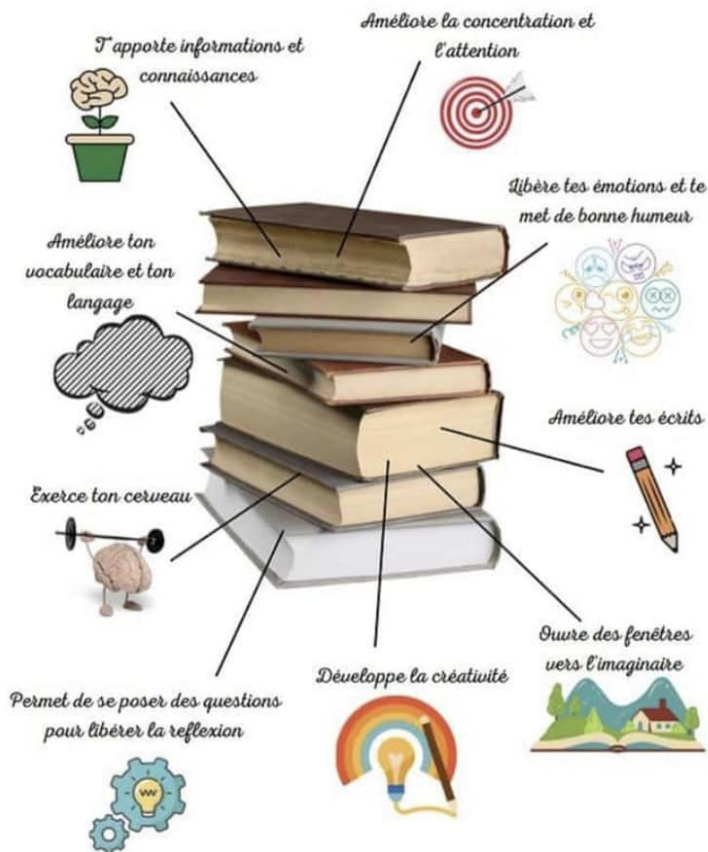 T'apporte informations et
connaissances
Améliore la concentration et
l'attention
Libère tes émotions et te
met de bonne humeur
Améliore ton
vocabulaire et ton
langage
Améliore tes écrits
Exerce ton cerveau
Ouvre des fenêtres
vers l'imaginaire
Développe la créativité
Permet de se poser des questions
pour libérer la reflexion